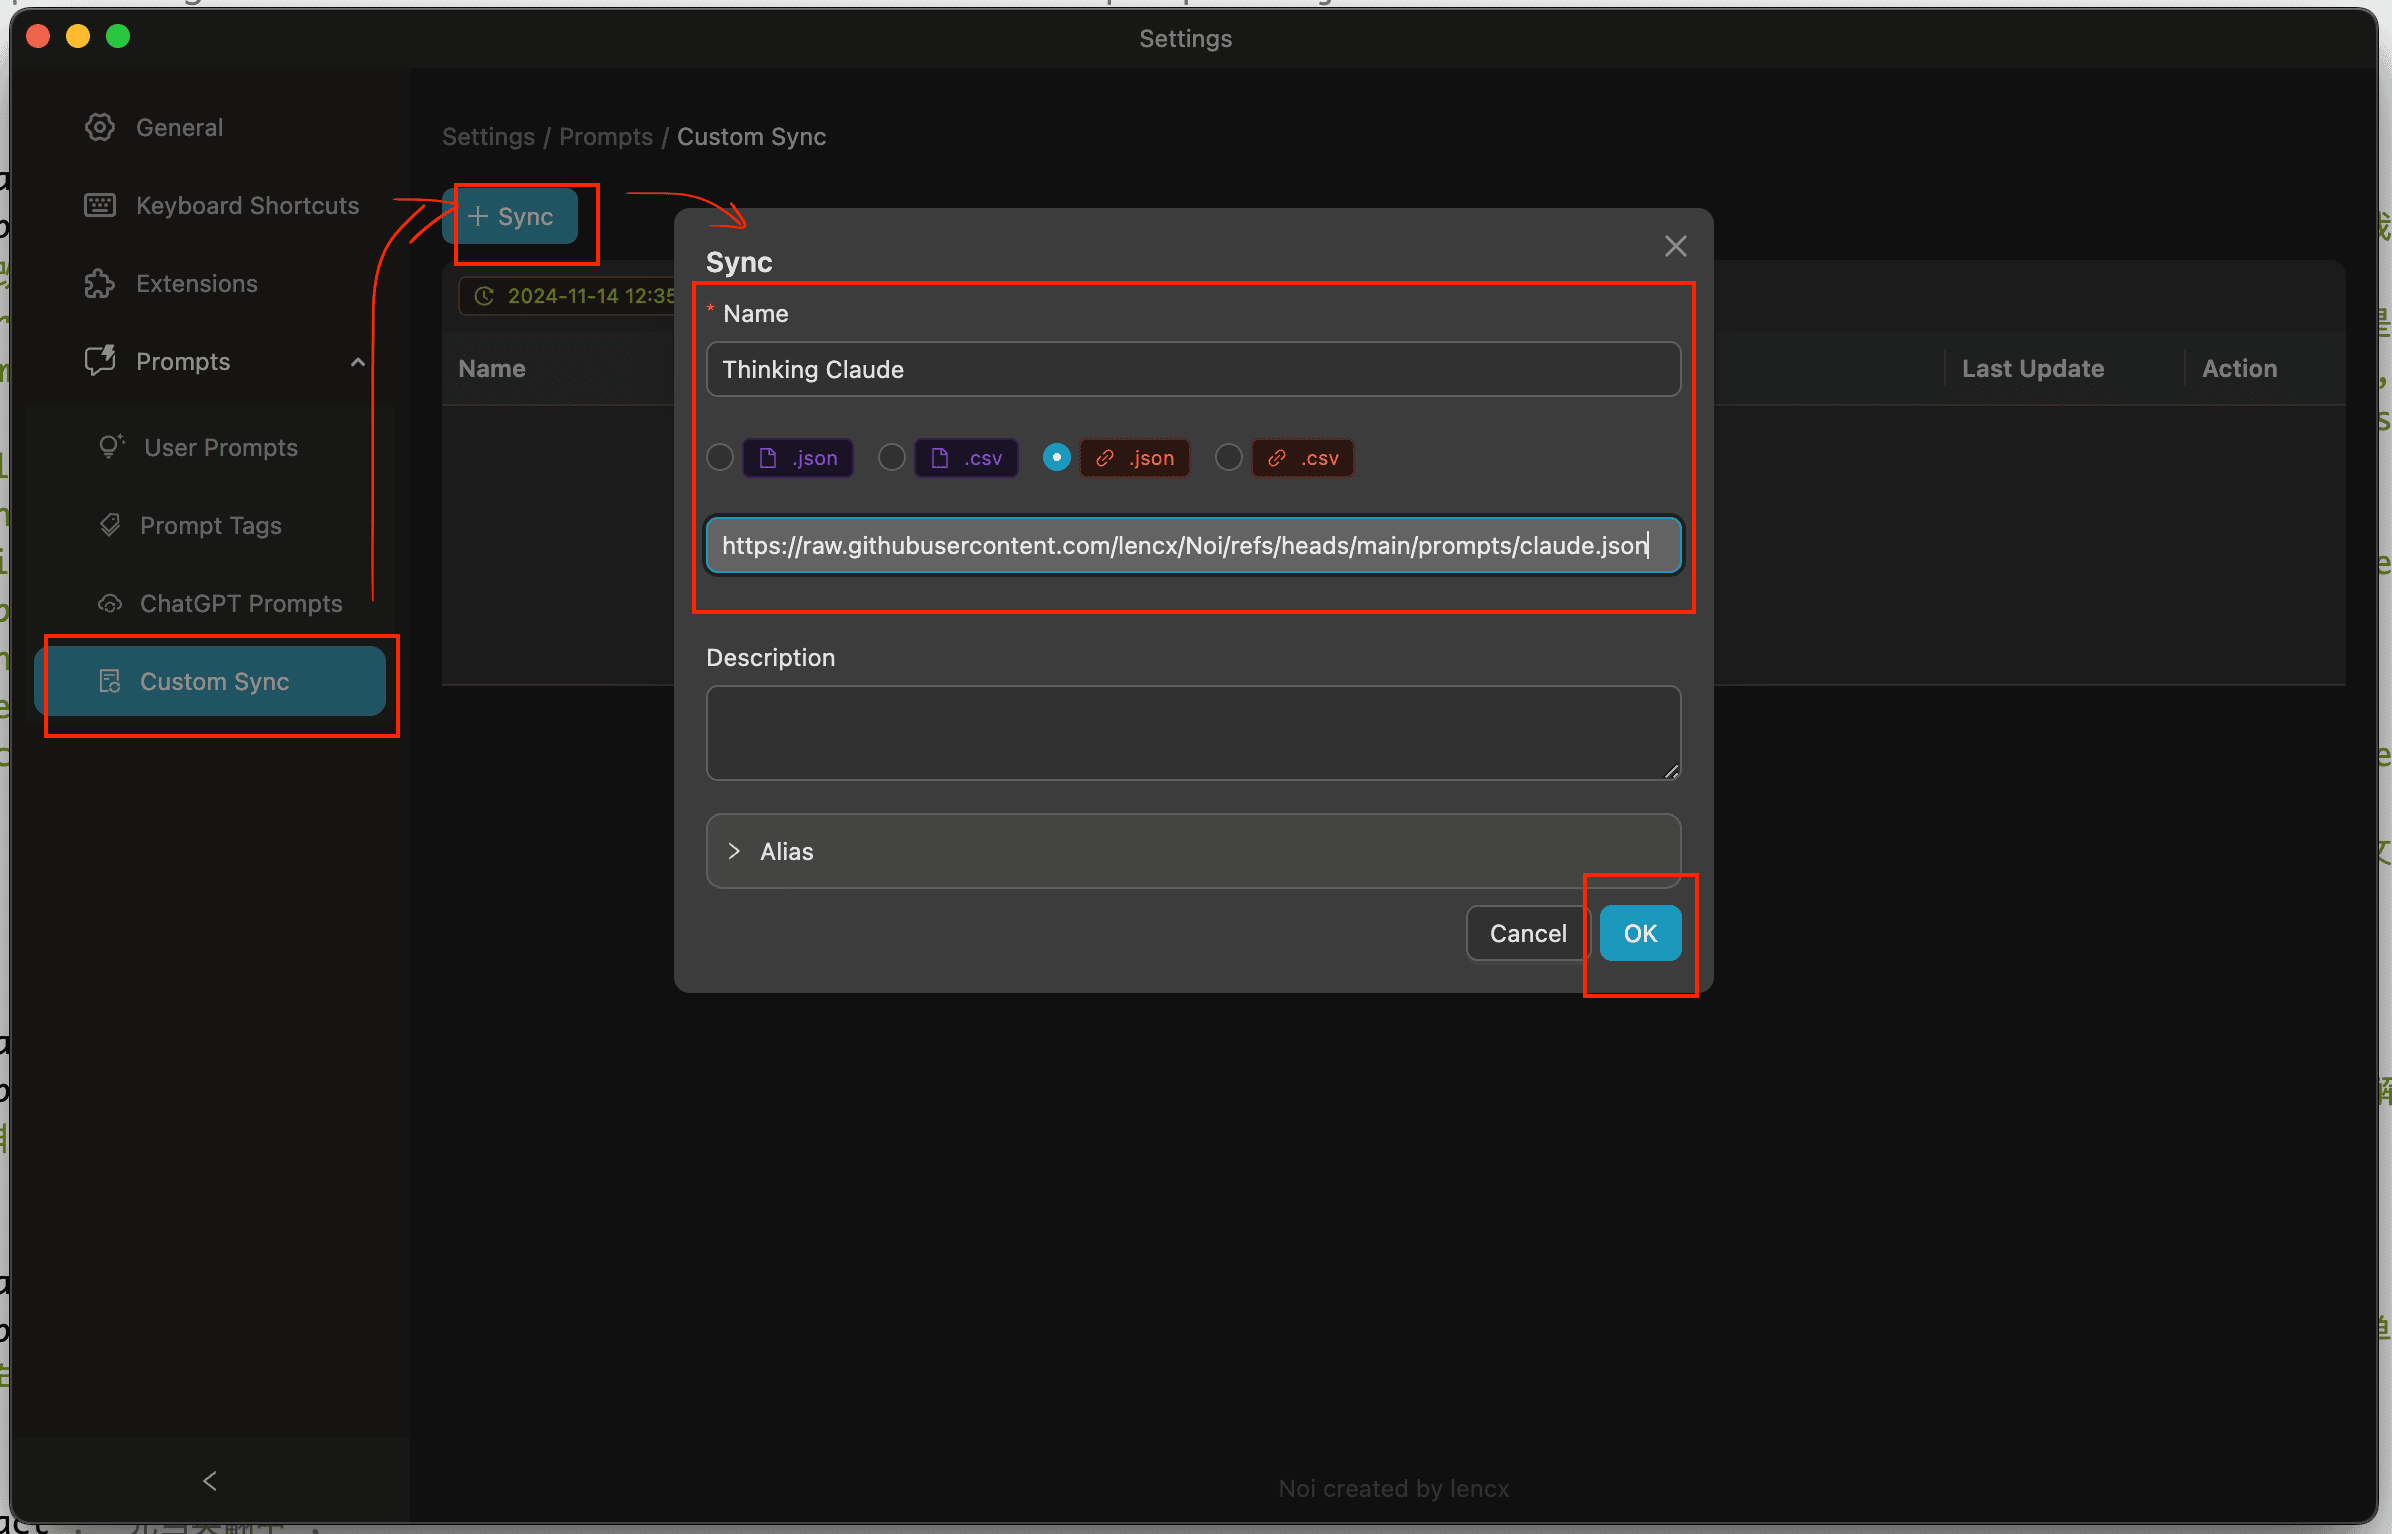 Settings
General
Keyboard Shortcuts
Extensions
Prompts
User Prompts
Prompt Tags
ChatGPT Prompts
Custom Sync
Settings / Prompts / Custom Sync
+ Sync
2024-11-14 12:35
Name
Last Update
Action
Sync
* Name
Thinking Claude
.json .csv .json .csv
https://raw.githubusercontent.com/lencx/Noi/refs/heads/main/prompts/claude.json
Description
Alias
Cancel
OK
Noi created by lencx